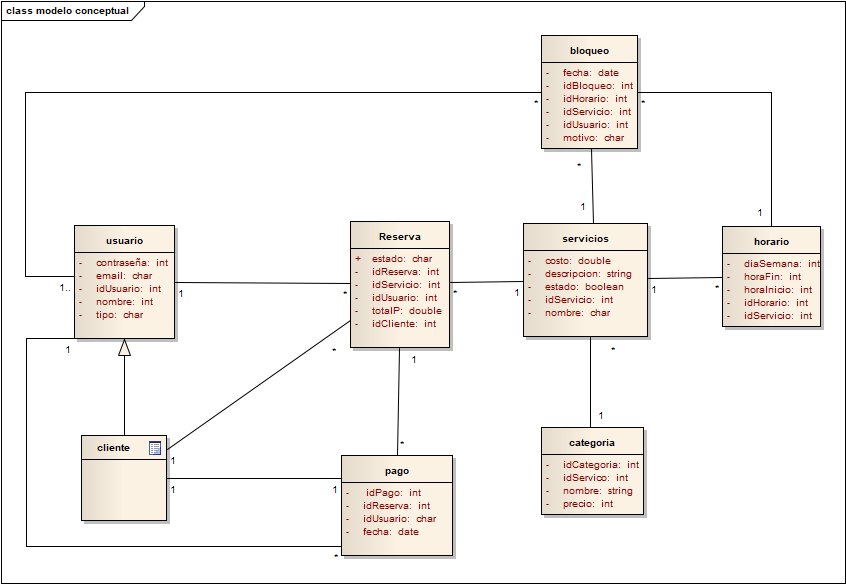 class modelo conceptual
bloqueo
- fecha: date
- idBloqueo: int
- idHorario: int
- idServicio: int
- idUsuario: int
- motivo: char
*
*
*
1
1
usuario
- contraseña: int
- email: char
- idUsuario: int
- nombre: int
- tipo: char
1..
1
1
Reserva
+ estado: char
- idReserva: int
- idServicio: int
- idUsuario: int
- totalP: double
- idCliente: int
*
*
*
1
servicios
- costo: double
- descripcion: string
- estado: boolean
- idServicio: int
- nombre: char
1
1
*
horario
- diaSemana: int
- horaFin: int
- horaInicio: int
- idHorario: int
- idServicio: int
*
cliente
1
1
1
*
pago
- idPago: int
- idReserva: int
- idUsuario: char
- fecha: date
*
1
categoria
- idCategoria: int
- idServico: int
- nombre: string
- precio: int